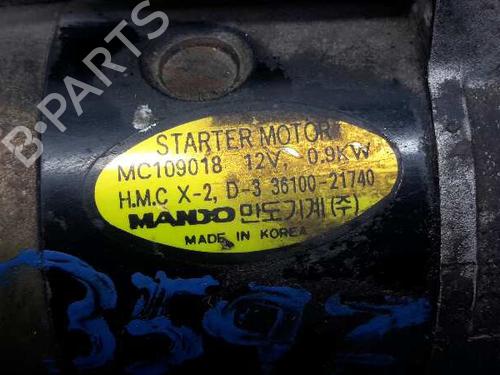 B-PARTS
STARTER MOTOR
MC109018 12V, 0.9KW
H.M.C X-2, D-3 36100-21740
MANDO 만도기계(주)
MADE IN KOREA